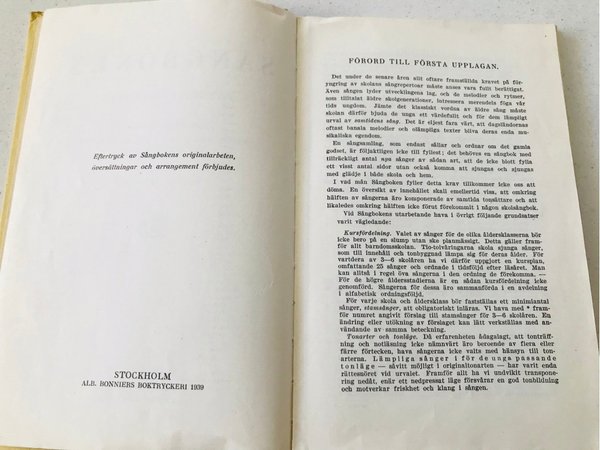 Eftertryck av Sångbokens originalarbeten,
översättningar och arrangement förbjudes.
STOCKHOLM
ALB. BONNIERS BOKTRYCKERI 1939
FÖRORD TILL FÖRSTA UPPLAGAN.
Det under de senare åren allt oftare framställda kravet på för-
yngring av skolans sångrepertoar måste anses vara fullt berättigat.
Även sången lyder utvecklingens lag, och de melodier och rytmer,
som tilltalat äldre skolgenerationer, intressera merendels föga vår
tids ungdom. Jämte det klassiskt vordna av äldre sång måste
skolan därför bjuda de unga ett värdefullt och för dem lämpligt
urval av samtidens sång. Det är eljest fara värt, att dagsländornas
oftast banala melodier och olämpliga texter bliva deras enda mu-
sikaliska egendom.
En sångsamling, som endast sållar och ordnar om det gamla
godset, är följaktligen icke till fyllest; det behöves en sångbok med
tillräckligt antal nya sånger av sådan art, att de icke blott fylla
ett visst antal sidor utan också komma att sjungas och sjungas
med glädje i både skola och hem.
I vad mån Sångboken fyller detta krav tillkommer icke oss att
döma. En översikt av innehållet skall emellertid visa, att omkring
hälften av sångerna äro komponerade av samtida tonsättare och att
likaledes omkring hälften icke förut förekommit i någon skolsångbok.
Vid Sångbokens utarbetande hava i övrigt följande grundsatser
varit vägledande:
Kursfördelning. Valet av sånger för de olika åldersklasserna bör
icke bero på en slump utan ske planmässigt. Detta gäller fram-
för allt barndomsskolan. Tio-tolvåringarna skola sjunga sånger,
som till innehåll och tonbyggnad lämpa sig för deras ålder. För
vartdera av 3—6 skolåren ha vi därför uppgjort en kursplan,
omfattande 25 sånger och ordnade i tidsföljd efter läsåret. Man
kan alltså i regel öva sångerna i den ordning de förekomma. —
För de högre åldersstadierna är en sådan kursfördelning icke
genomförd. Sångerna för dessa äro sammanförda i en avdelning
i alfabetisk ordningsföljd.
För varje skola och åldersklass bör fastställas ett minimiantal
sånger, stamsånger, att obligatoriskt inläras. Vi hava med * fram-
för numret angivit förslag till stamsånger för 3—6 skolåren. En
ändring eller utökning av förslaget kan lätt verkställas med an-
vändande av samma beteckning.
Tonarter och tonläge. Då erfarenheten ådagalagt, att tonträff-
ning och notläsning icke nämnvärt äro beroende av flera eller
färre förtecken, hava sångerna icke valts med hänsyn till ton-
arterna. Lämpliga sånger i för de unga passande
tonläge — såvitt möjligt i originaltonarten — har varit enda
rättesnöret vid urvalet. Framför allt ha vi undvikit transpone-
ring nedåt, enär ett nedpressat läge försvårar en god tonbildning
och motverkar friskhet och klang i sången.